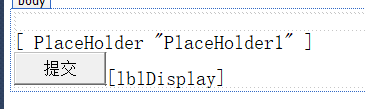 body
[ PlaceHolder "PlaceHolder1" ]
提交[lblDisplay]